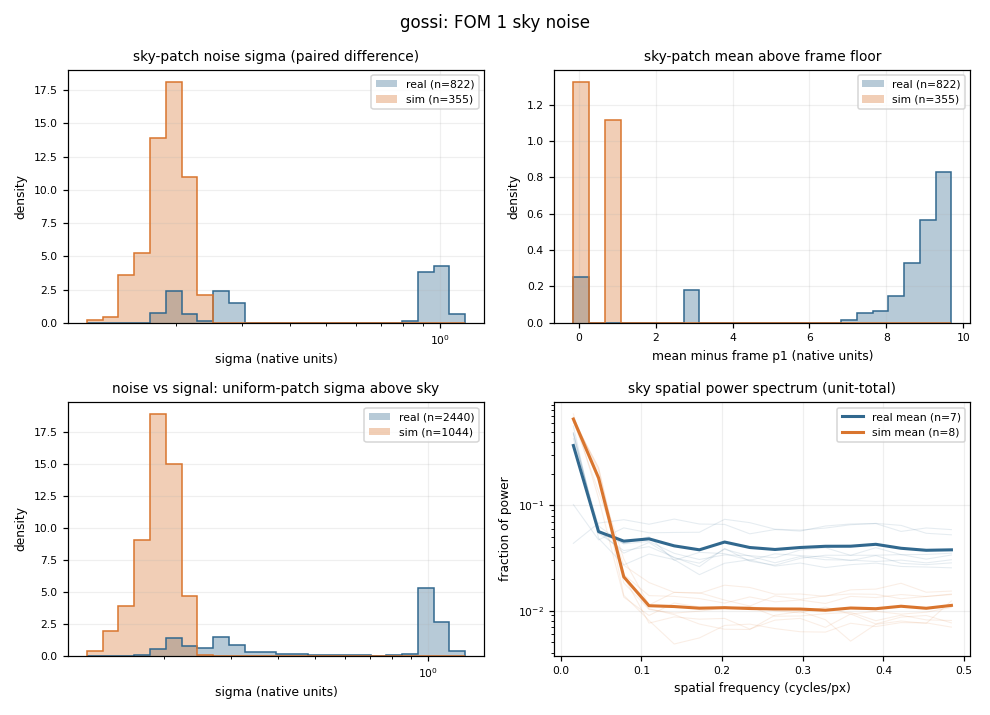 gossi: FOM 1 sky noise
sky-patch noise sigma (paired difference)
real (n=822)
sim (n=355)
17.5
15.0
12.5
10.0
7.5
5.0
2.5
0.0
density
10⁰
sigma (native units)
sky-patch mean above frame floor
real (n=822)
sim (n=355)
1.2
1.0
0.8
0.6
0.4
0.2
0.0
density
0 2 4 6 8 10
mean minus frame p1 (native units)
noise vs signal: uniform-patch sigma above sky
real (n=2440)
sim (n=1044)
17.5
15.0
12.5
10.0
7.5
5.0
2.5
0.0
density
10⁰
sigma (native units)
sky spatial power spectrum (unit-total)
real mean (n=7)
sim mean (n=8)
10⁻¹
10⁻²
fraction of power
0.0 0.1 0.2 0.3 0.4 0.5
spatial frequency (cycles/px)